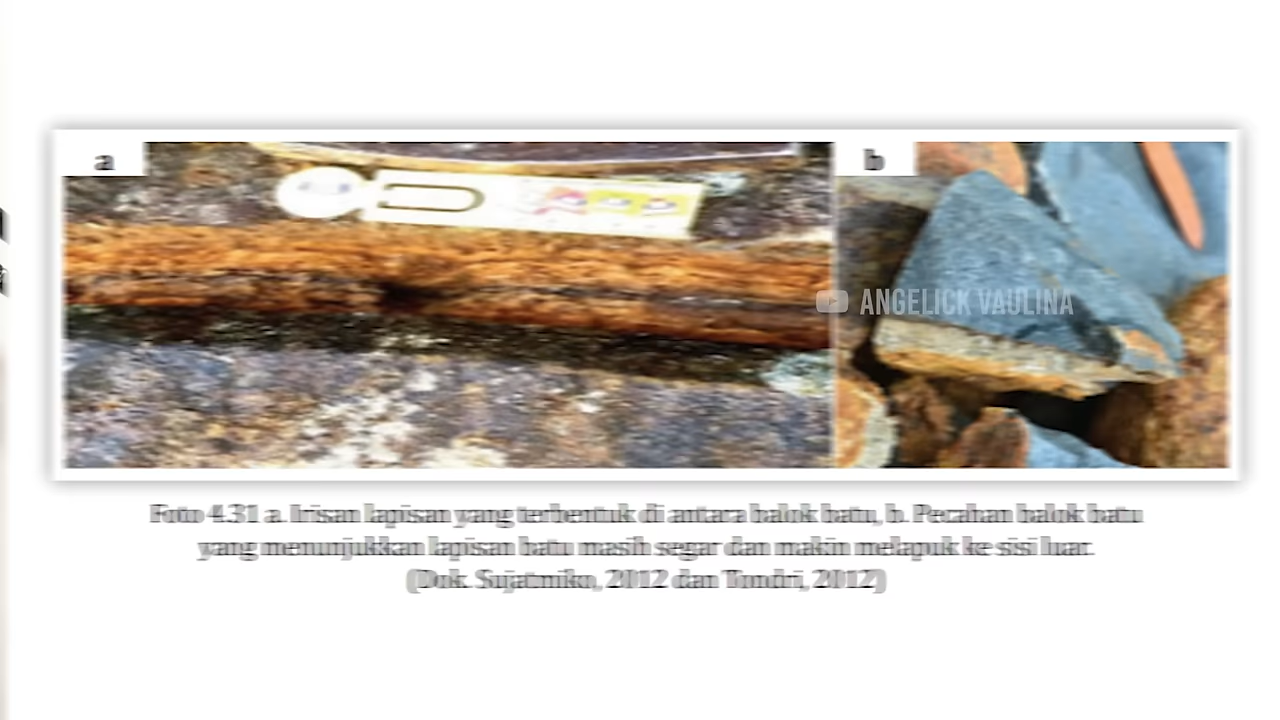 a
b
ANGELICK VAULINA
Foto 4.31 a. Irisan lapisan yang terbentuk di antara balok batu, b. Pecahan balok batu
yang menunjukkan lapisan batu masih segar dan makin melapuk ke sisi luar.
(Dok. Sujatmiko, 2012 dan Tondri, 2012)